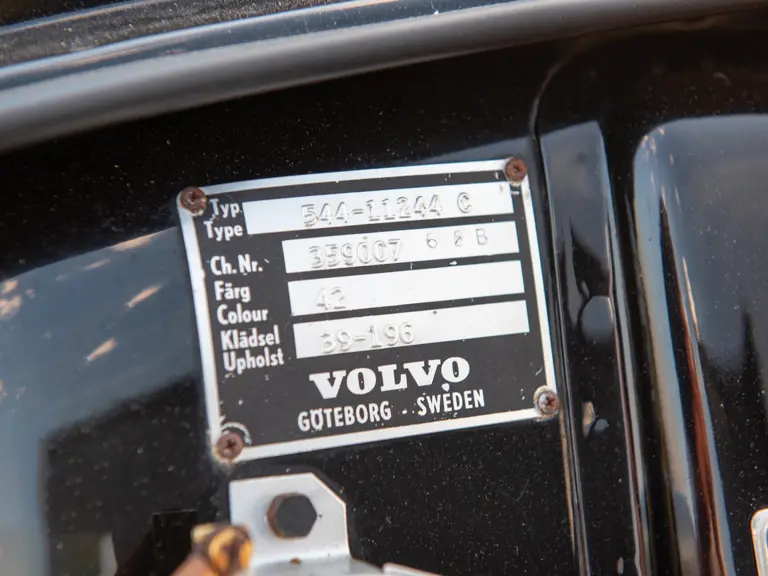 Typ 544-11244 C
Type
Ch.Nr. 359007 6 2 B
Färg
Colour 42
Klädsel
Upholst 39-196
VOLVO
GÖTEBORG · SWEDEN